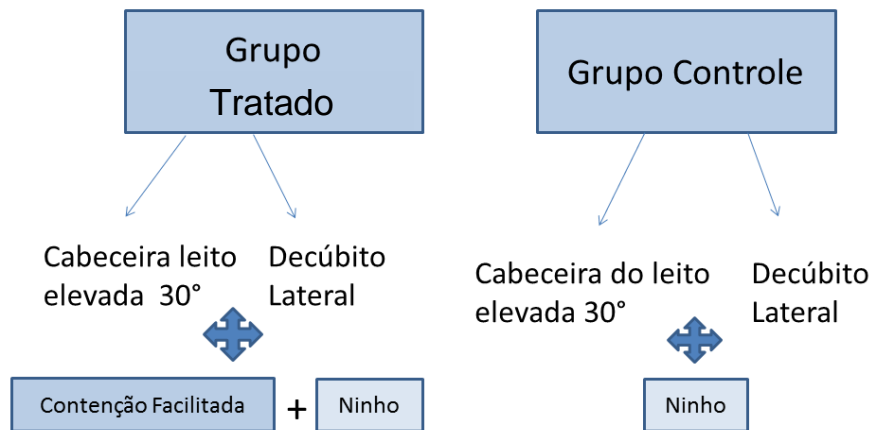 Grupo
Tratado
Cabeceira leito
elevada 30°
Decúbito
Lateral
Contenção Facilitada
+
Ninho
Grupo Controle
Cabeceira do leito
elevada 30°
Decúbito
Lateral
Ninho